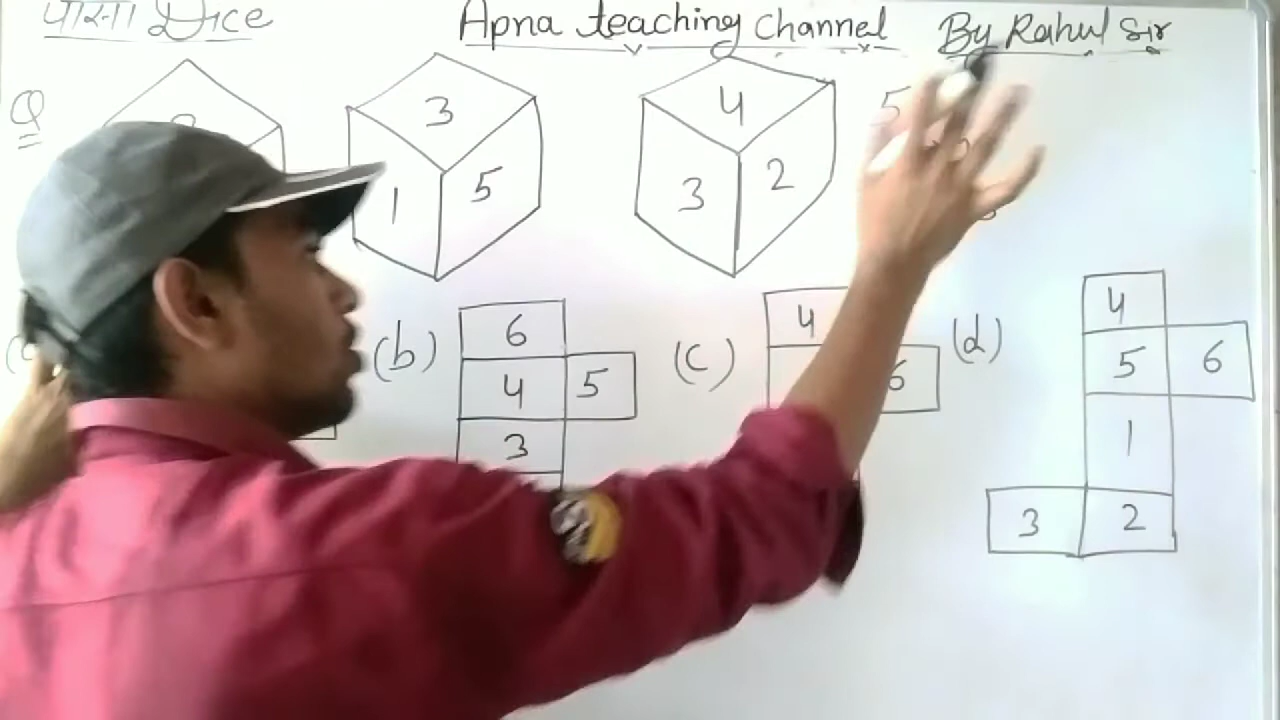 पासा Dice
Apna teaching Channel By Rahul Sir
Q
3
1 5
4
3 2
5
(b)
6
4 5
3
(c)
4
6
(d)
4
5 6
1
3 2